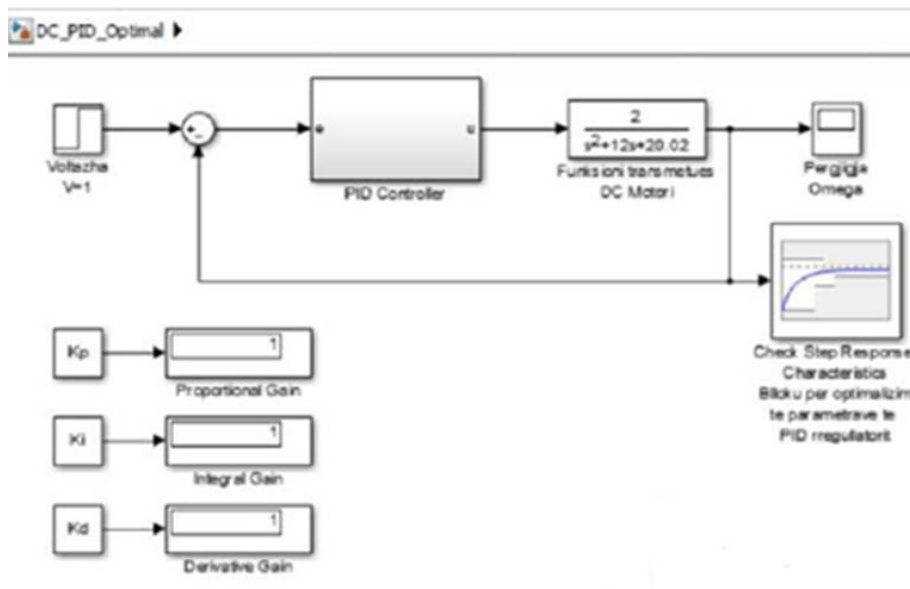 DC_PID_Optimal
Voltazha
V=1
+
-
e
u
PID Controller
2
s²+12s+20.02
Funksioni transmetues
DC Motori
Pergjigja
Omega
Check Step Response
Characteristics
Blloku per optimalizim
te parametrave te
PID rregullatorit
Kp
1
Proportional Gain
Ki
1
Integral Gain
Kd
1
Derivative Gain